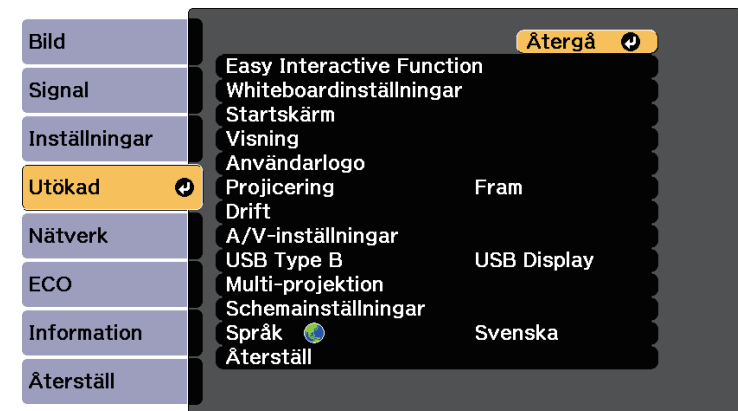 Bild
Signal
Inställningar
Utökad
Nätverk
ECO
Information
Återställ
Återgå
Easy Interactive Function
Whiteboardinställningar
Startskärm
Visning
Användarlogo
Projicering Fram
Drift
A/V-inställningar
USB Type B USB Display
Multi-projektion
Schemainställningar
Språk Svenska
Återställ